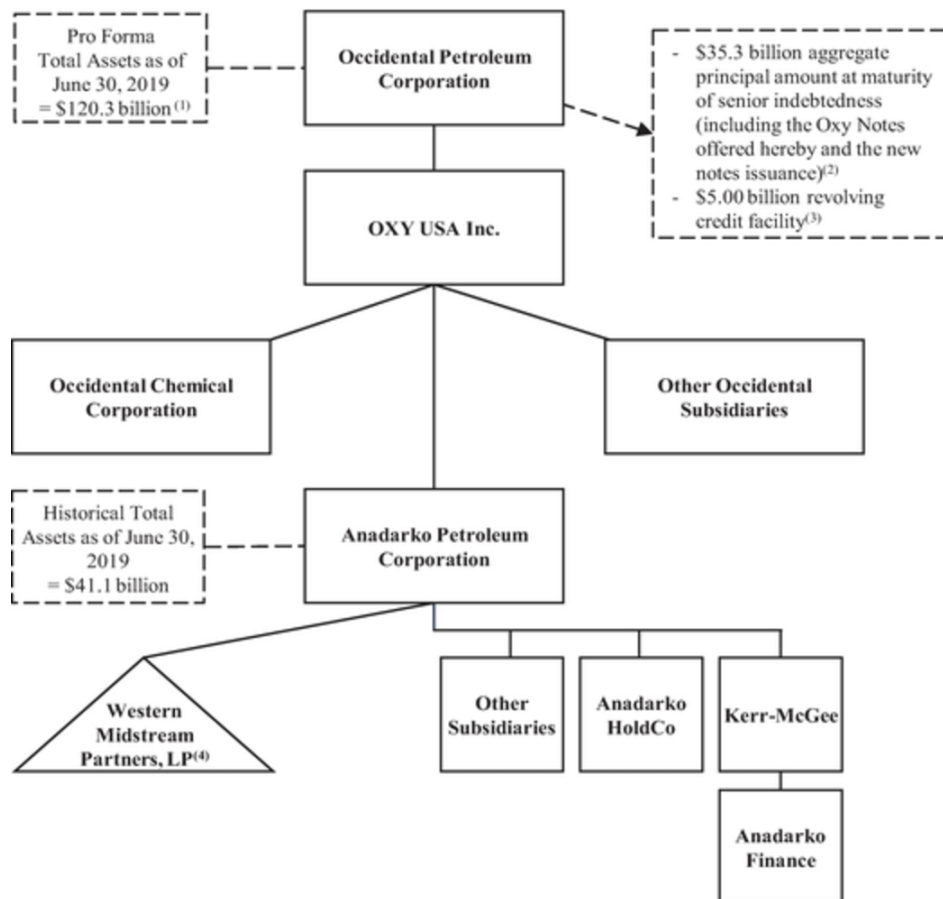 Pro Forma
Total Assets as of
June 30, 2019
= $120.3 billion (1)
Occidental Petroleum
Corporation
- $35.3 billion aggregate
principal amount at maturity
of senior indebtedness
(including the Oxy Notes
offered hereby and the new
notes issuance)(2)
- $5.00 billion revolving
credit facility(3)
OXY USA Inc.
Occidental Chemical
Corporation
Other Occidental
Subsidiaries
Historical Total
Assets as of June 30,
2019
= $41.1 billion
Anadarko Petroleum
Corporation
Western
Midstream
Partners, LP(4)
Other
Subsidiaries
Anadarko
HoldCo
Kerr-McGee
Anadarko
Finance